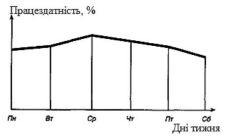 Працездатність, %
Пн Вт Ср Чт Пт Сб
Дні тижня